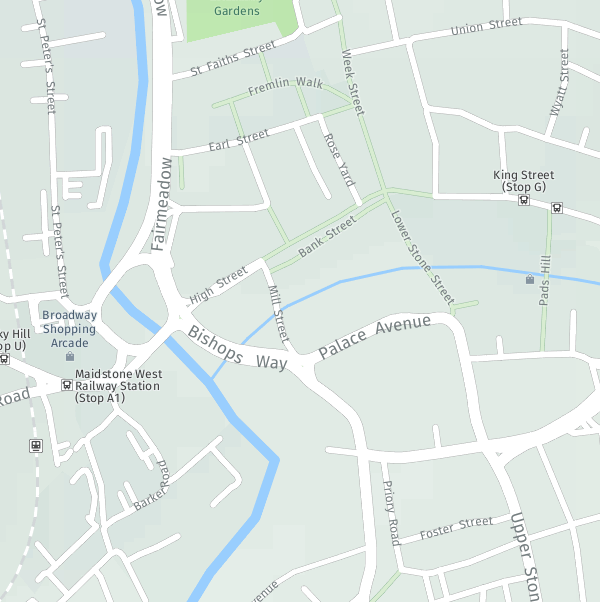 Gardens
St Peter's Street
St Faiths Street
Week Street
Union Street
Wyatt Street
Fremlin Walk
Earl Street
Rose Yard
King Street
(Stop G)
Fairmeadow
St Peter's Street
High Street
Bank Street
Lower Stone Street
Pads Hill
Mill Street
Broadway
Shopping
Arcade
Bishops Way
Palace Avenue
Maidstone West
Railway Station
(Stop A1)
Road
Barker Road
Priory Road
Foster Street
Upper Ston
venue